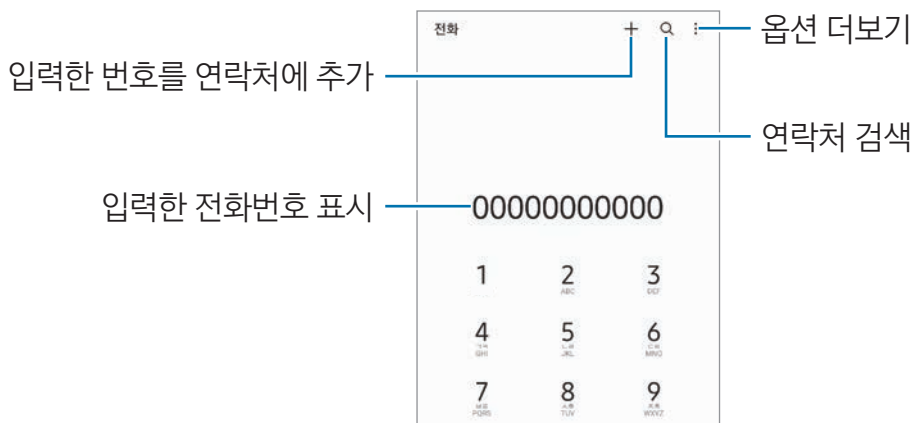 전화
옵션 더보기
입력한 번호를 연락처에 추가
연락처 검색
입력한 전화번호 표시
00000000000
1 2 3
ABC DEF
4 5 6
GHI JKL MNO
7 8 9
PQRS TUV WXYZ